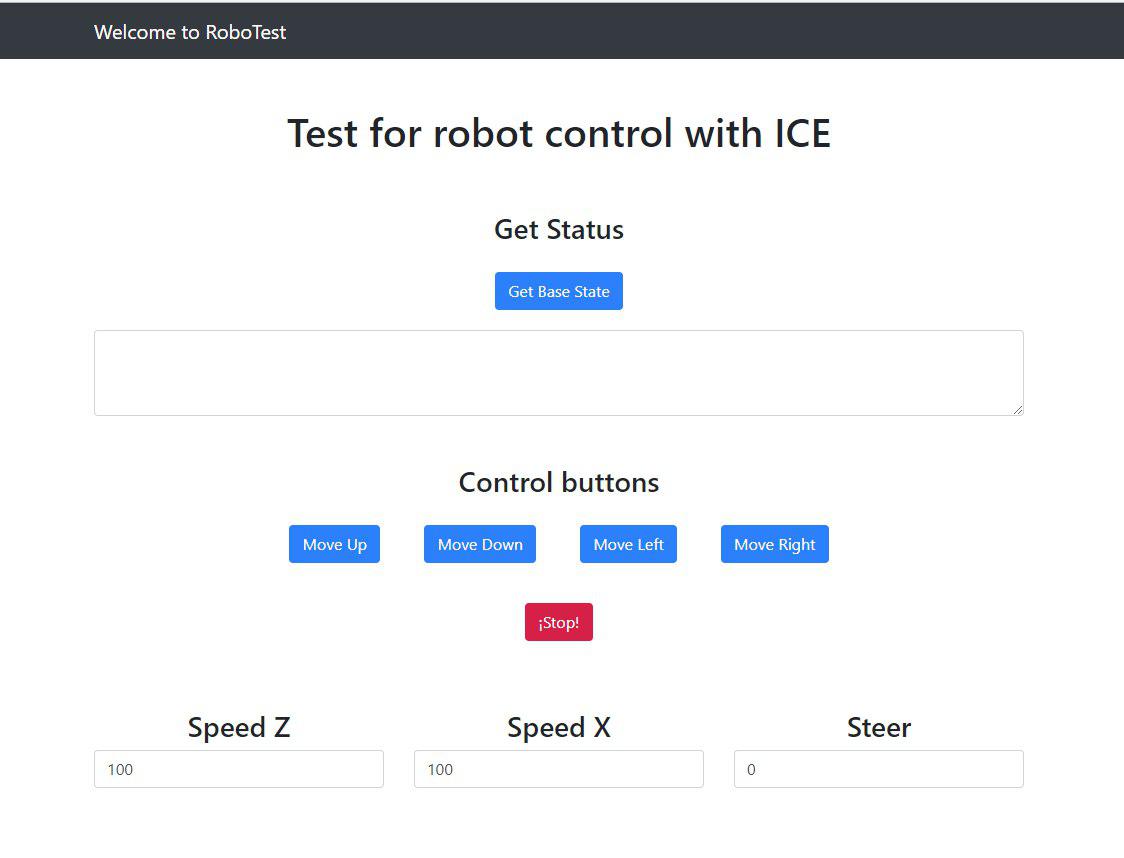 Welcome to RoboTest
Test for robot control with ICE
Get Status
Get Base State
Control buttons
Move Up Move Down Move Left Move Right
¡Stop!
Speed Z Speed X Steer
100 100 0